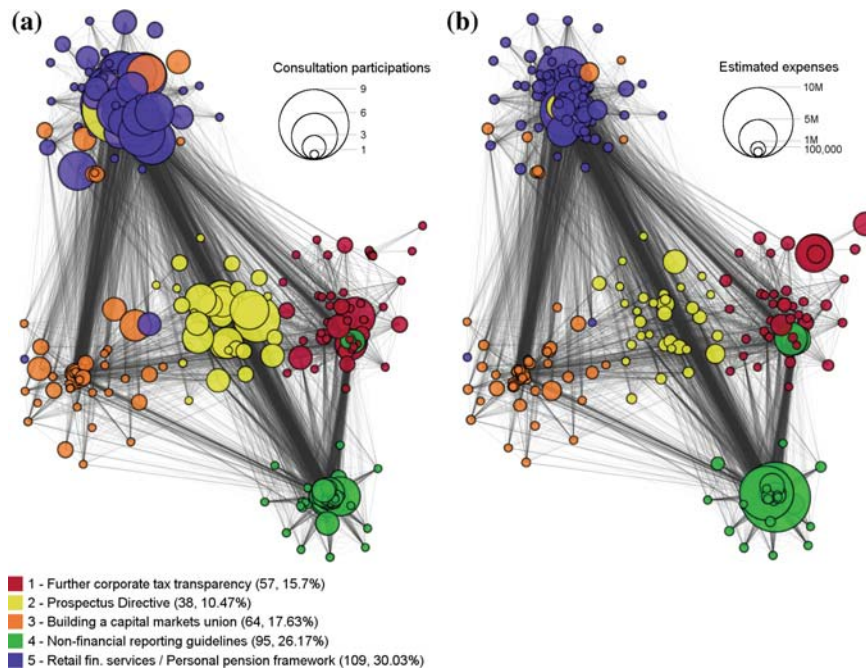 (a)
Consultation participations
9
6
3
1
(b)
Estimated expenses
10M
5M
1M
100,000
1 - Further corporate tax transparency (57, 15.7%)
2 - Prospectus Directive (38, 10.47%)
3 - Building a capital markets union (64, 17.63%)
4 - Non-financial reporting guidelines (95, 26.17%)
5 - Retail fin. services / Personal pension framework (109, 30.03%)